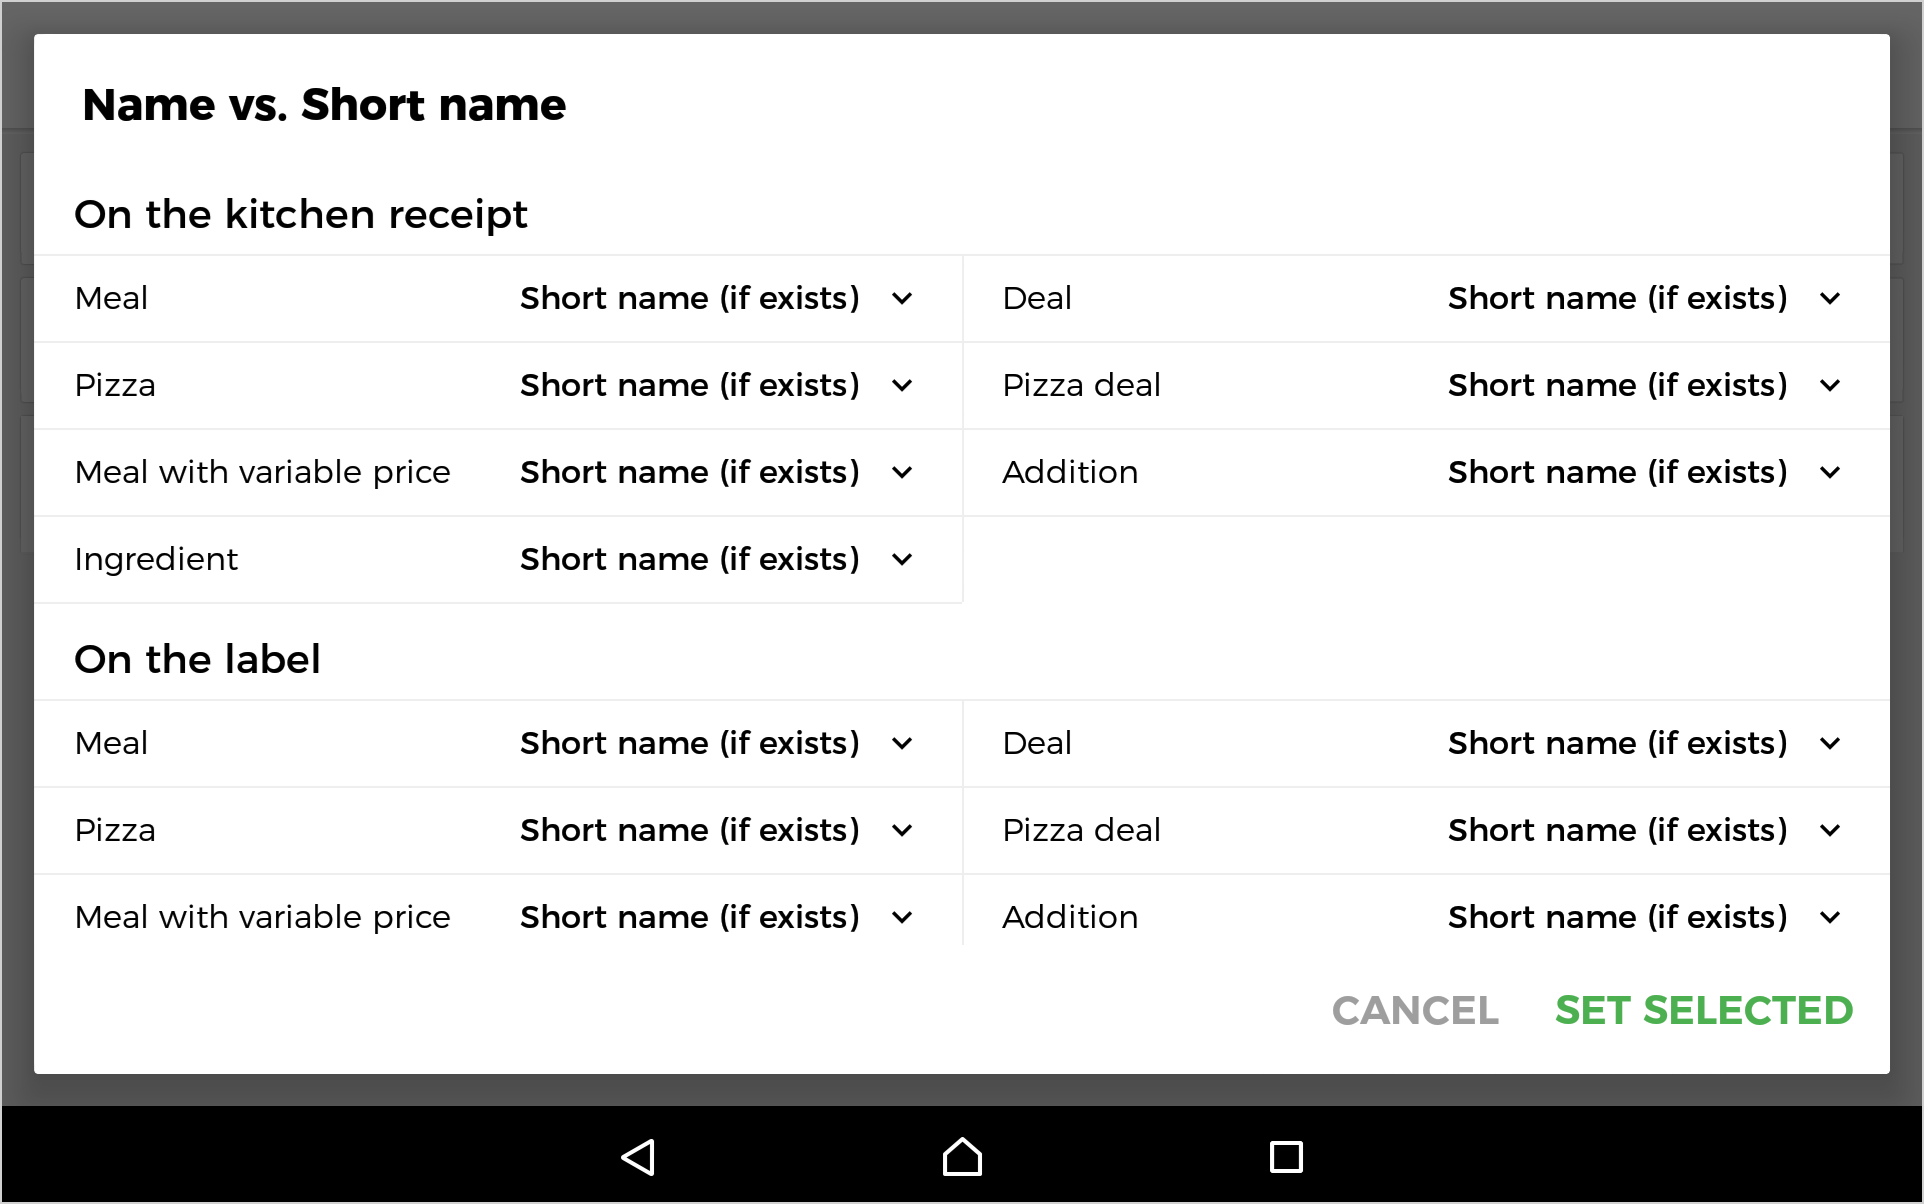 Name vs. Short name
On the kitchen receipt
Meal Short name (if exists) Deal Short name (if exists)
Pizza Short name (if exists) Pizza deal Short name (if exists)
Meal with variable price Short name (if exists) Addition Short name (if exists)
Ingredient Short name (if exists)
On the label
Meal Short name (if exists) Deal Short name (if exists)
Pizza Short name (if exists) Pizza deal Short name (if exists)
Meal with variable price Short name (if exists) Addition Short name (if exists)
CANCEL SET SELECTED